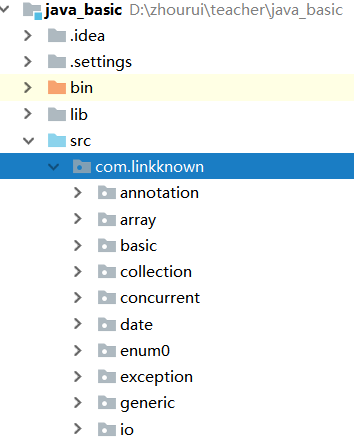 java_basic D:\zhourui\teacher\java_basic
.idea
.settings
bin
lib
src
com.linkknown
annotation
array
basic
collection
concurrent
date
enum0
exception
generic
io